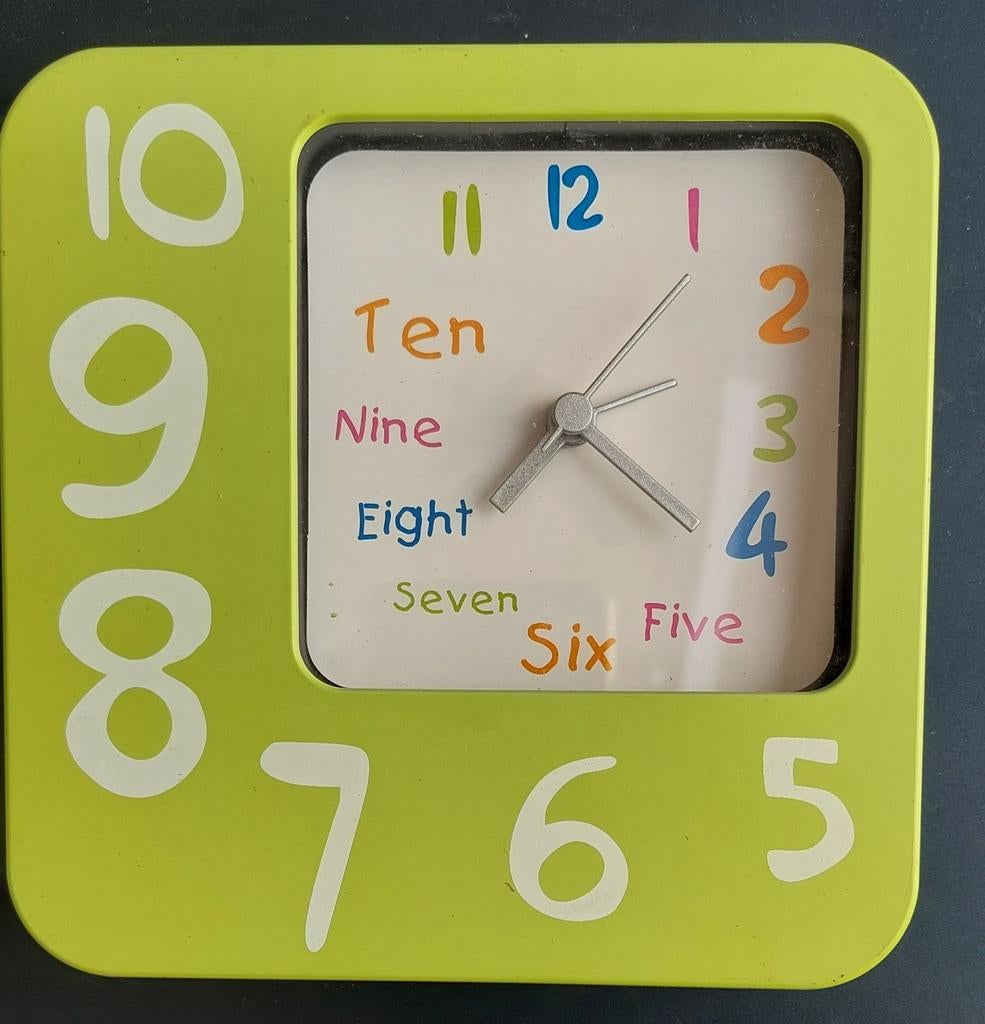 10
11 12 1
2
Ten
9
Nine 3
Eight 4
Seven
Six Five
8
7 6 5